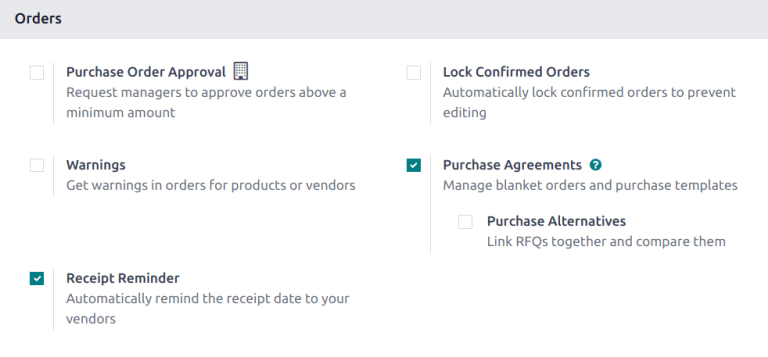 Orders
Purchase Order Approval
Request managers to approve orders above a
minimum amount
Lock Confirmed Orders
Automatically lock confirmed orders to prevent
editing
Warnings
Get warnings in orders for products or vendors
Purchase Agreements ?
Manage blanket orders and purchase templates
Purchase Alternatives
Link RFQs together and compare them
Receipt Reminder
Automatically remind the receipt date to your
vendors